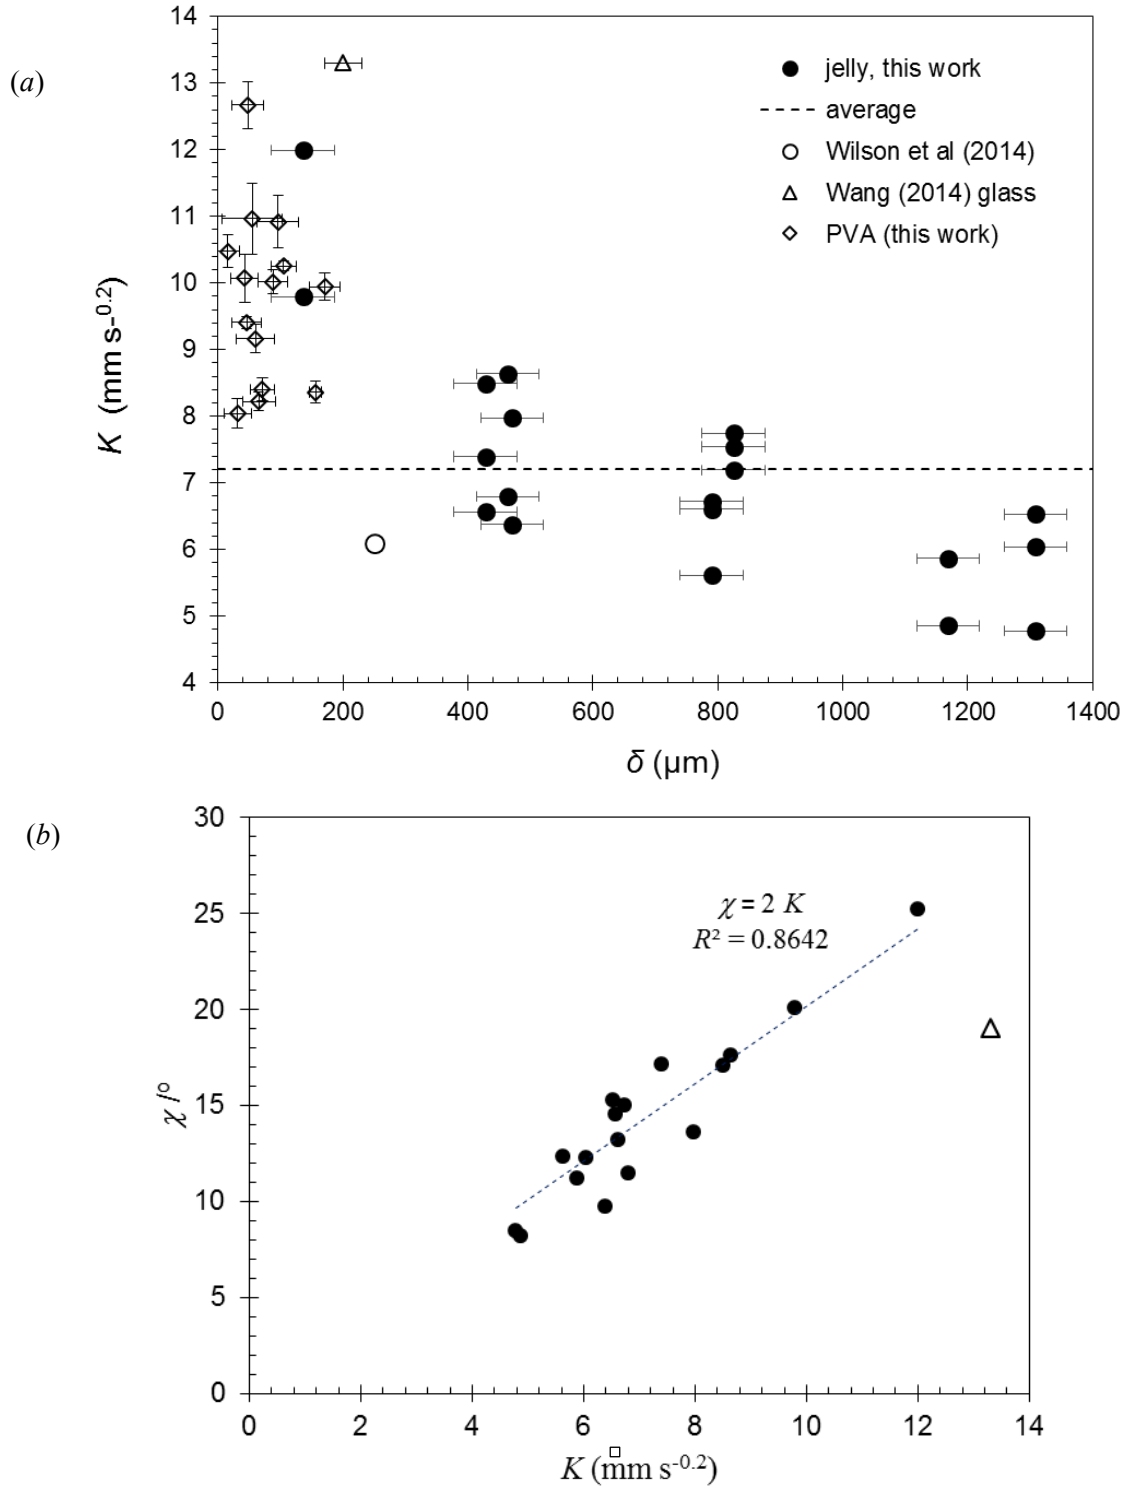 (a)
14
13
12
11
10
9
8
7
6
5
4
K (mm s-0.2)
jelly, this work
average
Wilson et al (2014)
Wang (2014) glass
PVA (this work)
0 200 400 600 800 1000 1200 1400
δ (μm)
(b)
30
25
20
15
10
5
0
χ /o
χ = 2 K
R² = 0.8642
0 2 4 6 8 10 12 14
K (mm s-0.2)